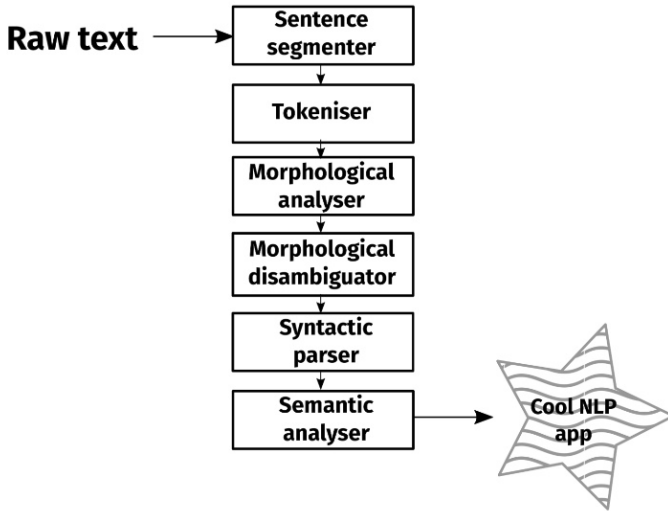 Raw text
Sentence
segmenter
Tokeniser
Morphological
analyser
Morphological
disambiguator
Syntactic
parser
Semantic
analyser
Cool NLP
app